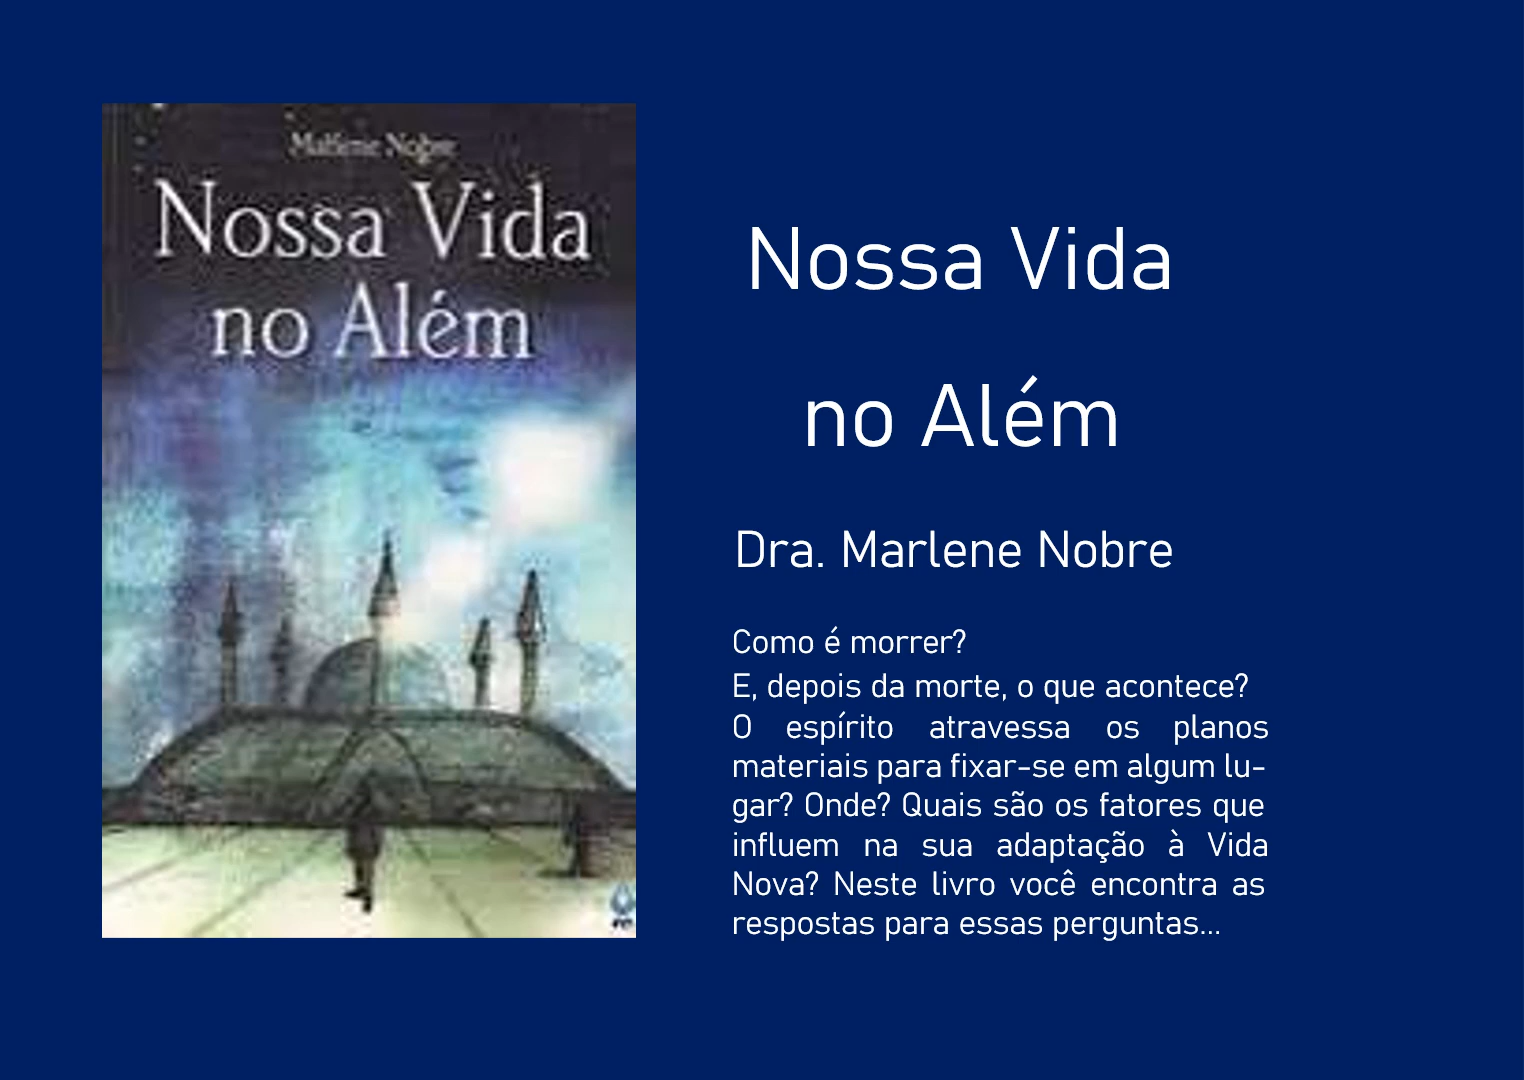 Marlene Nobre
Nossa Vida
no Além
Nossa Vida
no Além
Dra. Marlene Nobre
Como é morrer?
E, depois da morte, o que acontece?
O espírito atravessa os planos
materiais para fixar-se em algum lu-
gar? Onde? Quais são os fatores que
influem na sua adaptação à Vida
Nova? Neste livro você encontra as
respostas para essas perguntas...